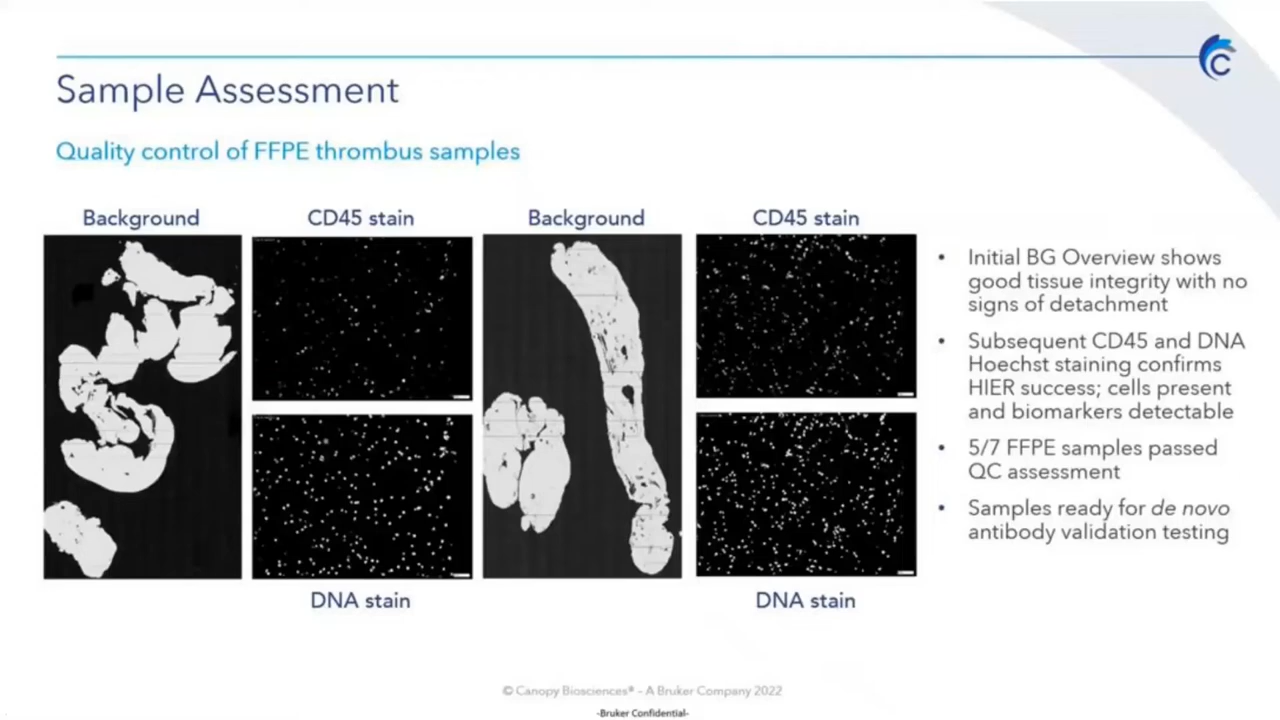 Sample Assessment
Quality control of FFPE thrombus samples
Background
CD45 stain
Background
CD45 stain
DNA stain
DNA stain
• Initial BG Overview shows
good tissue integrity with no
signs of detachment
• Subsequent CD45 and DNA
Hoechst staining confirms
HIER success; cells present
and biomarkers detectable
• 5/7 FFPE samples passed
QC assessment
• Samples ready for de novo
antibody validation testing
© Canopy Biosciences® – A Bruker Company 2022
-Bruker Confidential-